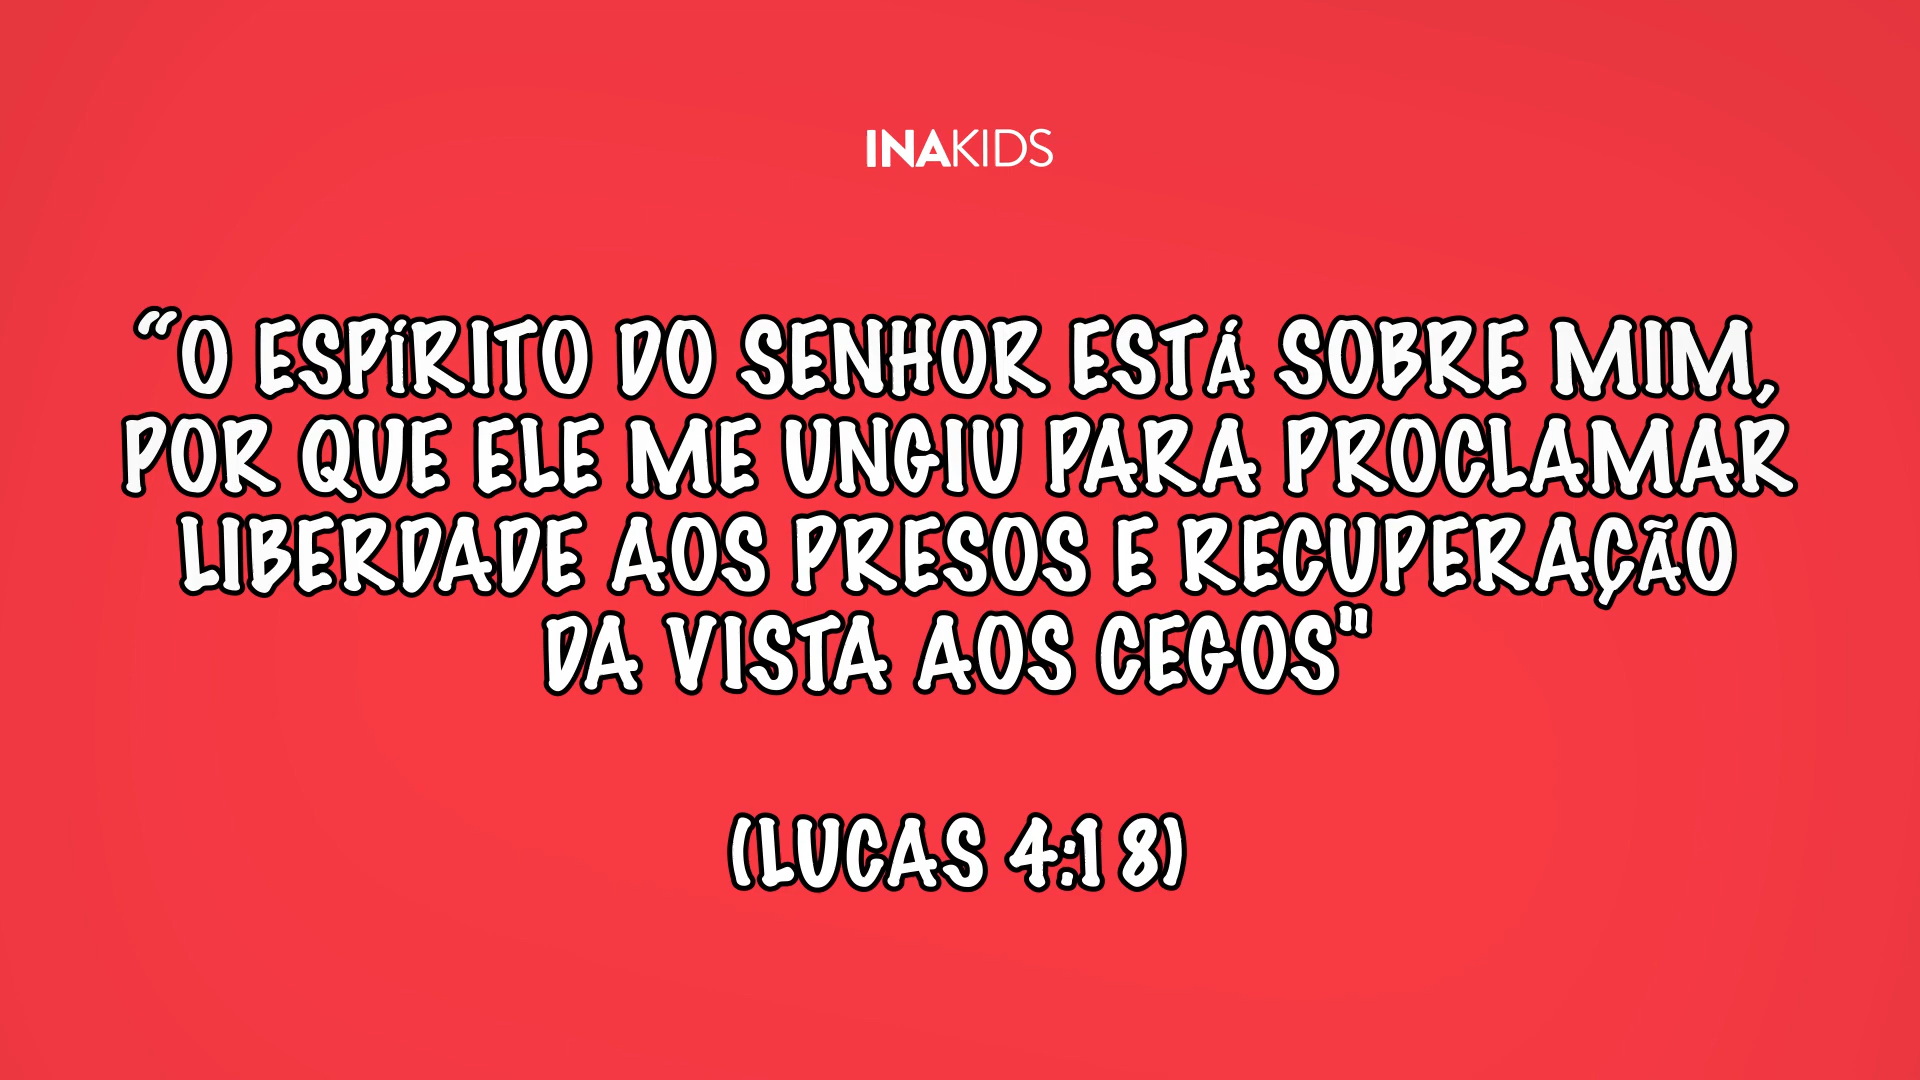 INAKIDS
“O ESPÍRITO DO SENHOR ESTÁ SOBRE MIM,
POR QUE ELE ME UNGIU PARA PROCLAMAR
LIBERDADE AOS PRESOS E RECUPERAÇÃO
DA VISTA AOS CEGOS"
(LUCAS 4:18)